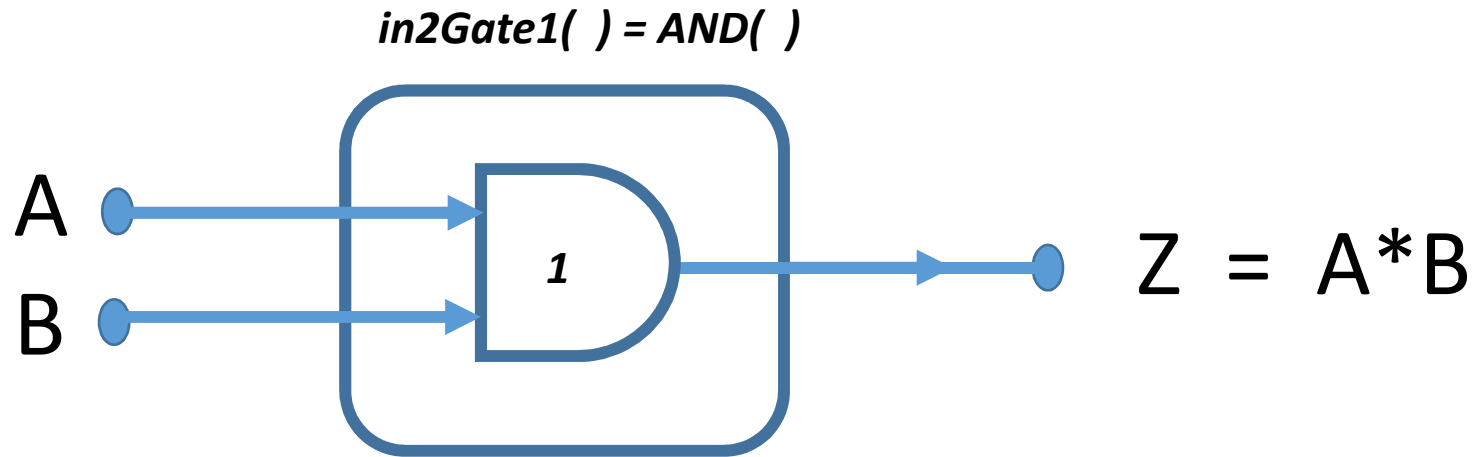 in2Gate1( ) = AND( )
A
B
1
Z = A*B